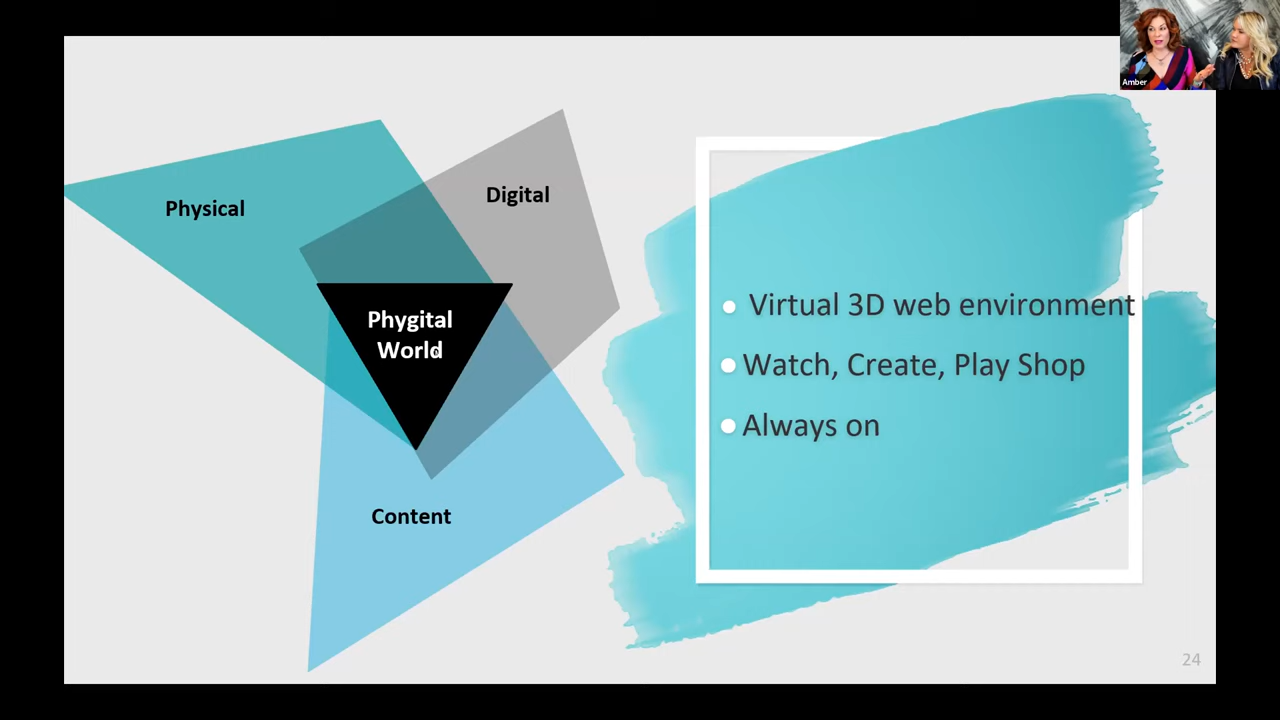 Amber
Physical
Digital
Phygital
World
Content
Virtual 3D web environment
Watch, Create, Play Shop
Always on
24